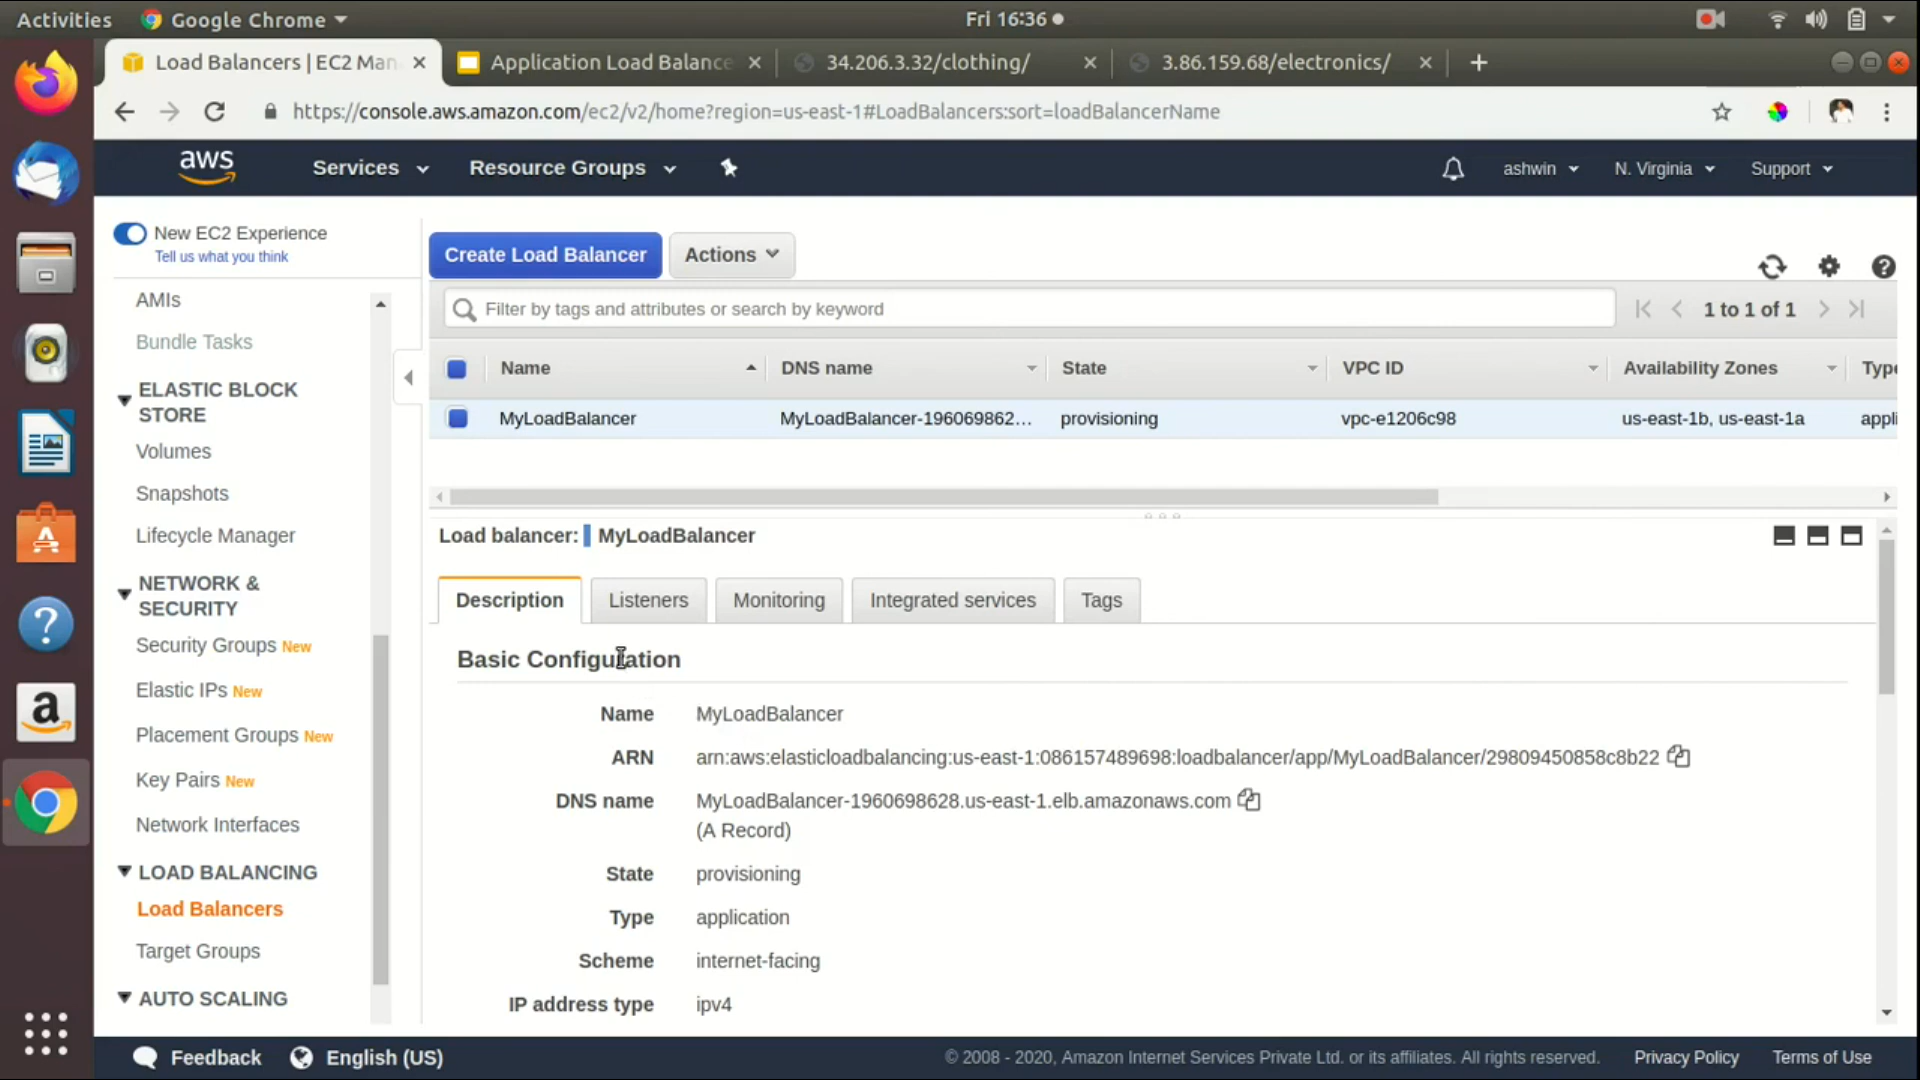 Activities
Google Chrome
Fri 16:36
Load Balancers | EC2 Man
Application Load Balance
34.206.3.32/clothing/
3.86.159.68/electronics/
https://console.aws.amazon.com/ec2/v2/home?region=us-east-1#LoadBalancers:sort=loadBalancerName
aws
Services
Resource Groups
ashwin
N. Virginia
Support
New EC2 Experience
Tell us what you think
AMIs
Bundle Tasks
ELASTIC BLOCK
STORE
Volumes
Snapshots
Lifecycle Manager
NETWORK &
SECURITY
Security Groups New
Elastic IPs New
Placement Groups New
Key Pairs New
Network Interfaces
LOAD BALANCING
Load Balancers
Target Groups
AUTO SCALING
Create Load Balancer
Actions
Filter by tags and attributes or search by keyword
1 to 1 of 1
Name
DNS name
State
VPC ID
Availability Zones
Type
MyLoadBalancer
MyLoadBalancer-196069862...
provisioning
vpc-e1206c98
us-east-1b, us-east-1a
appli
Load balancer: MyLoadBalancer
Description
Listeners
Monitoring
Integrated services
Tags
Basic Configuration
Name MyLoadBalancer
ARN arn:aws:elasticloadbalancing:us-east-1:086157489698:loadbalancer/app/MyLoadBalancer/29809450858c8b22
DNS name MyLoadBalancer-1960698628.us-east-1.elb.amazonaws.com
(A Record)
State provisioning
Type application
Scheme internet-facing
IP address type ipv4
Feedback
English (US)
© 2008 - 2020, Amazon Internet Services Private Ltd. or its affiliates. All rights reserved.
Privacy Policy
Terms of Use